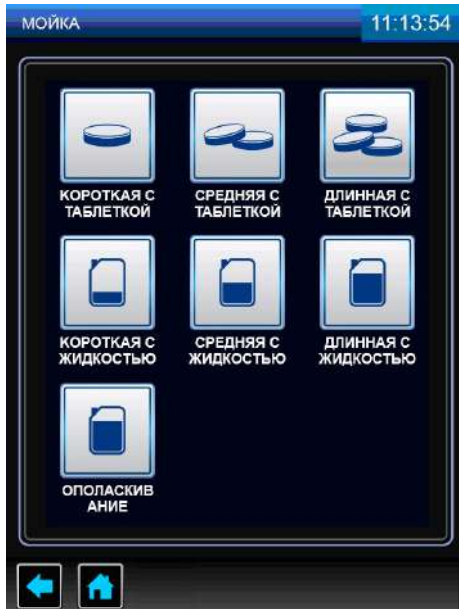 МОЙКА 11:13:54
КОРОТКАЯ С СРЕДНЯЯ С ДЛИННАЯ С
ТАБЛЕТКОЙ ТАБЛЕТКОЙ ТАБЛЕТКОЙ
КОРОТКАЯ С СРЕДНЯЯ С ДЛИННАЯ С
ЖИДКОСТЬЮ ЖИДКОСТЬЮ ЖИДКОСТЬЮ
ОПОЛАСКИВ
АНИЕ